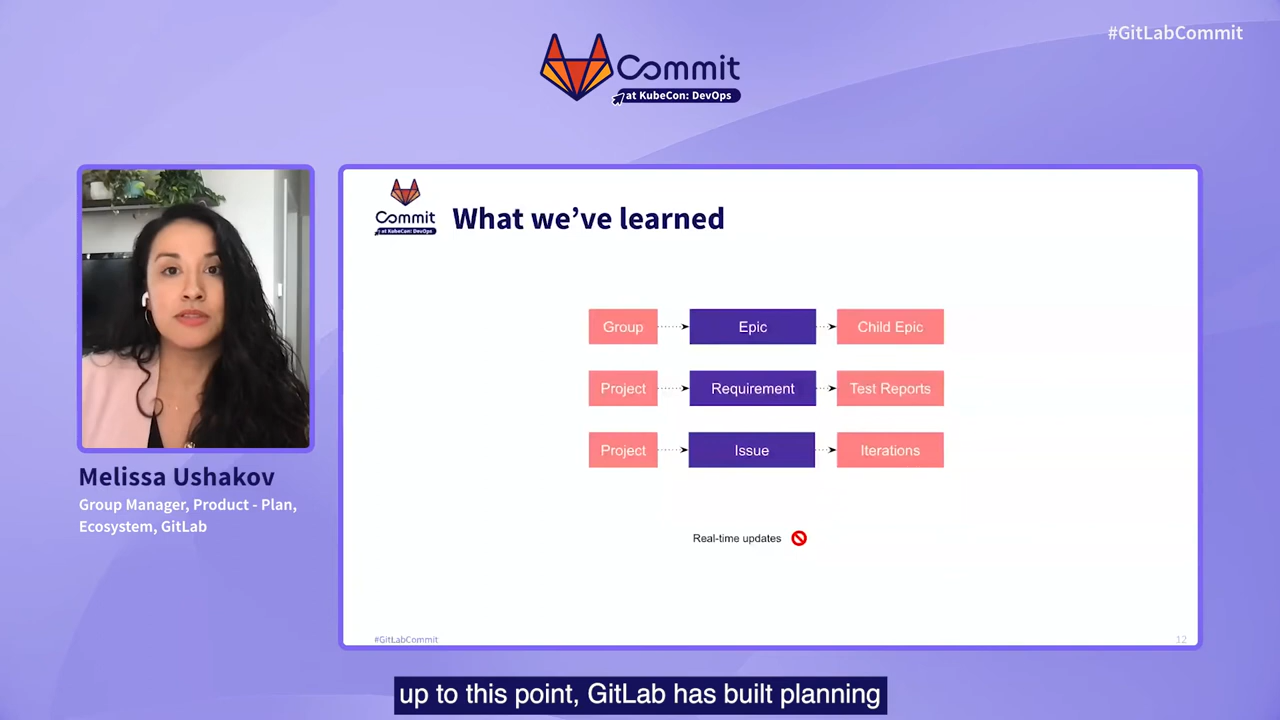 #GitLabCommit
Commit
at KubeCon: DevOps
Commit
at KubeCon: DevOps
What we've learned
Group Epic Child Epic
Project Requirement Test Reports
Project Issue Iterations
Real-time updates
#GitLabCommit 12
Melissa Ushakov
Group Manager, Product - Plan,
Ecosystem, GitLab
up to this point, GitLab has built planning